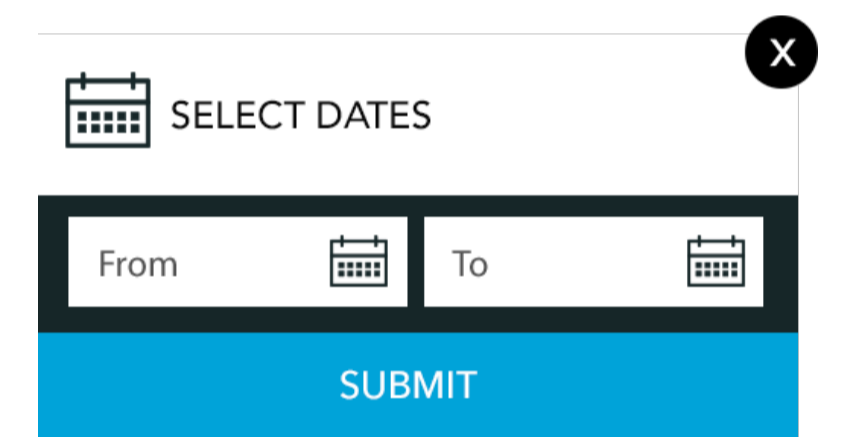 X
SELECT DATES
From
To
SUBMIT